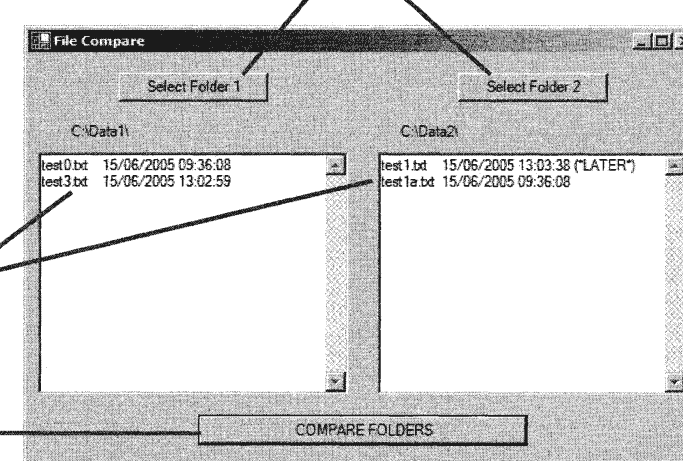 File Compare
Select Folder 1 Select Folder 2
C:\Data1\ C:\Data2\
test0.txt 15/06/2005 09:36:08
test3.txt 15/06/2005 13:02:59
test1.txt 15/06/2005 13:03:38 (*LATER*)
test1a.txt 15/06/2005 09:36:08
COMPARE FOLDERS